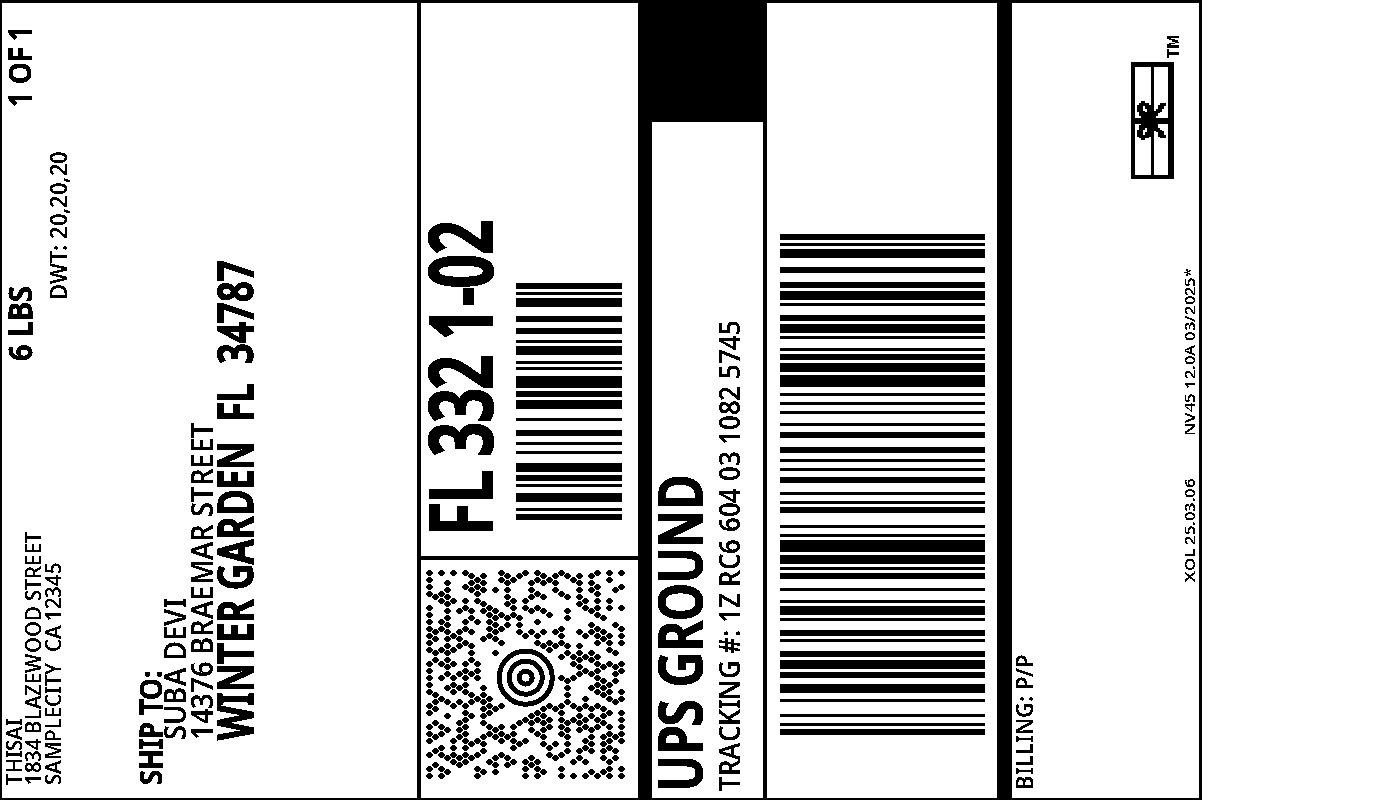 THISAI
1834 BLAZEWOOD STREET
SAMPLECITY CA 12345
6 LBS
1 OF 1
DWT: 20,20,20
SHIP TO:
SUBA DEVI
14376 BRAEMAR STREET
WINTER GARDEN FL 34787
FL 332 1-02
UPS GROUND
TRACKING #: 1Z RC6 604 03 1082 5745
BILLING: P/P
XOL 25.03.06 NV45 12.0A 03/2025*
TM